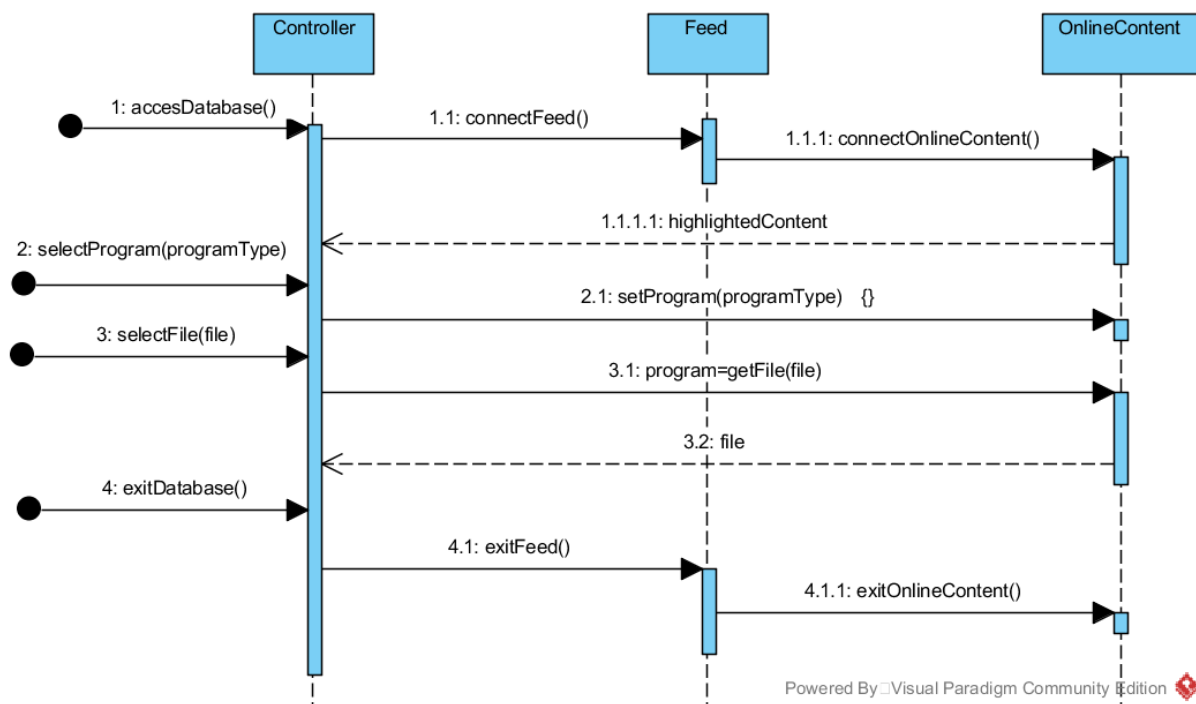 Controller
Feed
OnlineContent
1: accesDatabase()
1.1: connectFeed()
1.1.1: connectOnlineContent()
1.1.1.1: highlightedContent
2: selectProgram(programType)
2.1: setProgram(programType) {}
3: selectFile(file)
3.1: program=getFile(file)
3.2: file
4: exitDatabase()
4.1: exitFeed()
4.1.1: exitOnlineContent()
Powered By Visual Paradigm Community Edition